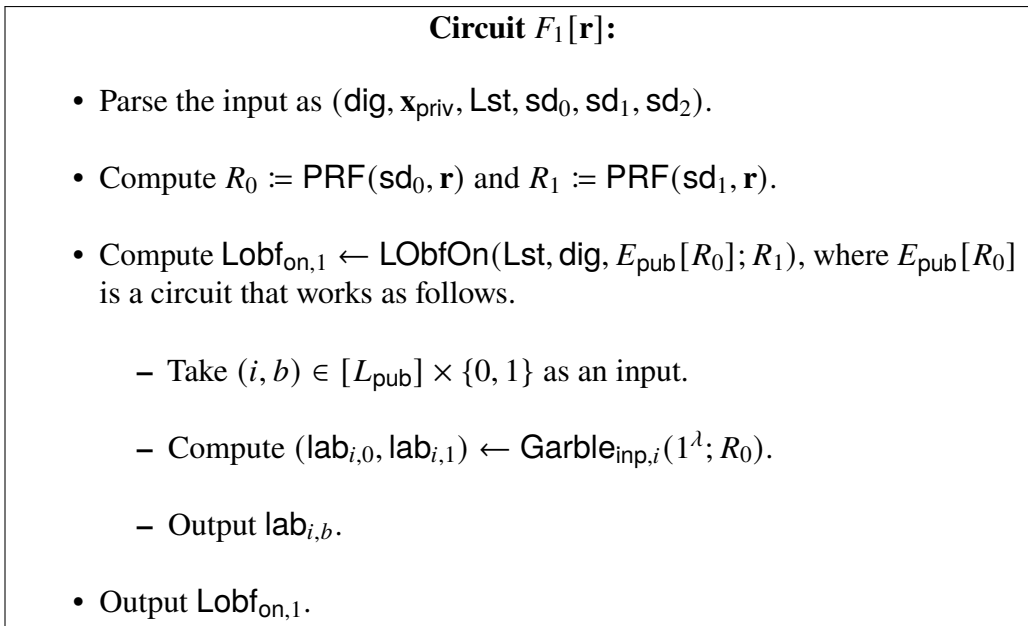 Circuit F₁[r]:
• Parse the input as (dig, x_priv, Lst, sd₀, sd₁, sd₂).
• Compute R₀ := PRF(sd₀, r) and R₁ := PRF(sd₁, r).
• Compute Lobf_on,1 ← LObfOn(Lst, dig, E_pub[R₀]; R₁), where E_pub[R₀]
is a circuit that works as follows.
– Take (i, b) ∈ [L_pub] × {0, 1} as an input.
– Compute (lab_i,0, lab_i,1) ← Garble_inp,i(1^λ; R₀).
– Output lab_i,b.
• Output Lobf_on,1.